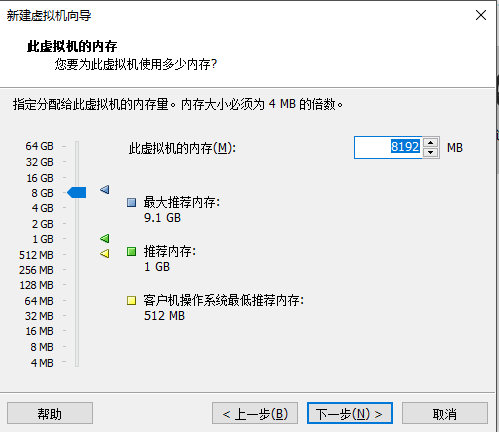 新建虚拟机向导
此虚拟机的内存
您要为此虚拟机使用多少内存?
指定分配给此虚拟机的内存量。内存大小必须为 4 MB 的倍数。
64 GB
32 GB
16 GB
8 GB
4 GB
2 GB
1 GB
512 MB
256 MB
128 MB
64 MB
32 MB
16 MB
8 MB
4 MB
此虚拟机的内存(M): 8192 MB
最大推荐内存:
9.1 GB
推荐内存:
1 GB
客户机操作系统最低推荐内存:
512 MB
帮助 < 上一步(B) 下一步(N) > 取消